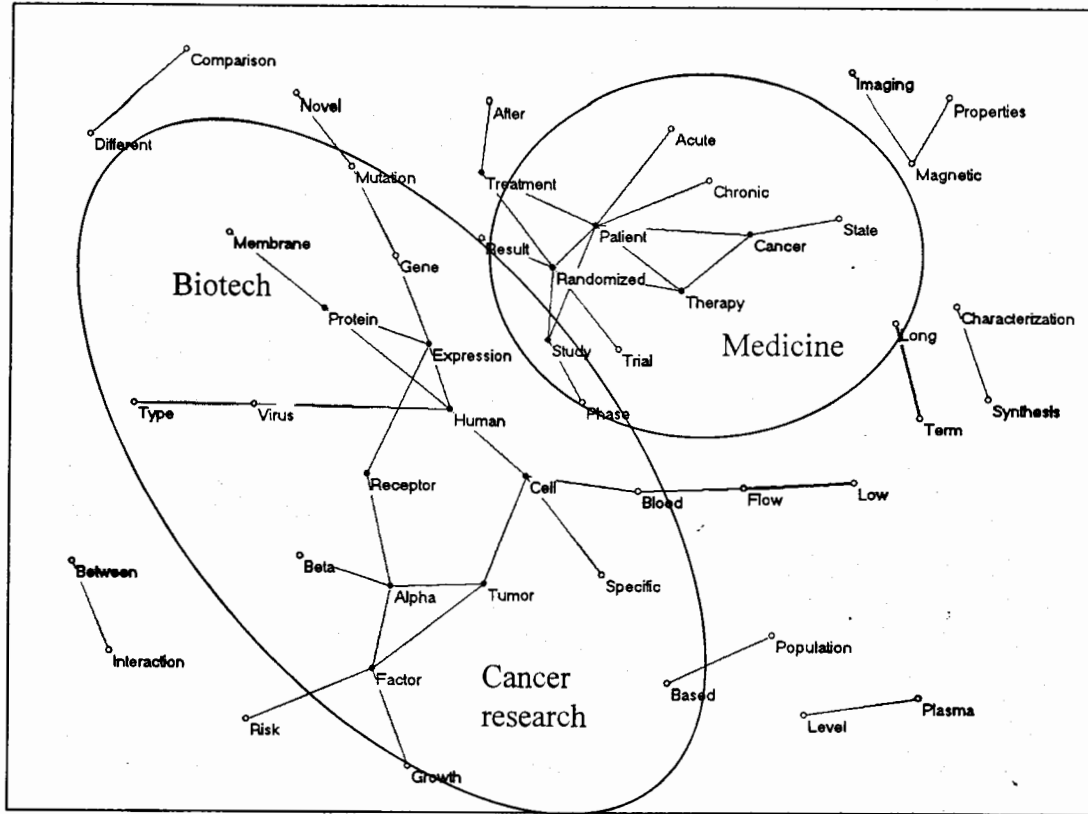 Comparison
Imaging
Novel
After
Properties
Different
Acute
Mutation
Treatment
Chronic
Magnetic
Membrane
Result
Patient
Cancer
State
Gene
Randomized
Biotech
Therapy
Protein
Characterization
Expression
Study
Trial
Medicine
Long
Type
Virus
Human
Phase
Term
Synthesis
Receptor
Cell
Blood
Flow
Low
Between
Beta
Alpha
Tumor
Specific
Interaction
Population
Factor
Cancer
research
Based
Risk
Level
Plasma
Growth